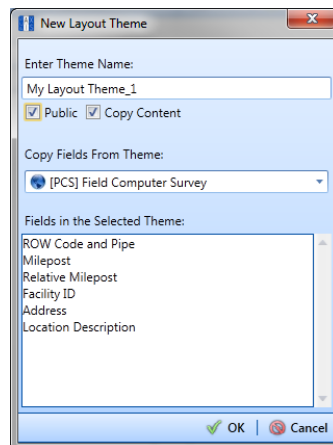 New Layout Theme
Enter Theme Name:
My Layout Theme_1
Public Copy Content
Copy Fields From Theme:
[PCS] Field Computer Survey
Fields in the Selected Theme:
ROW Code and Pipe
Milepost
Relative Milepost
Facility ID
Address
Location Description
OK | Cancel